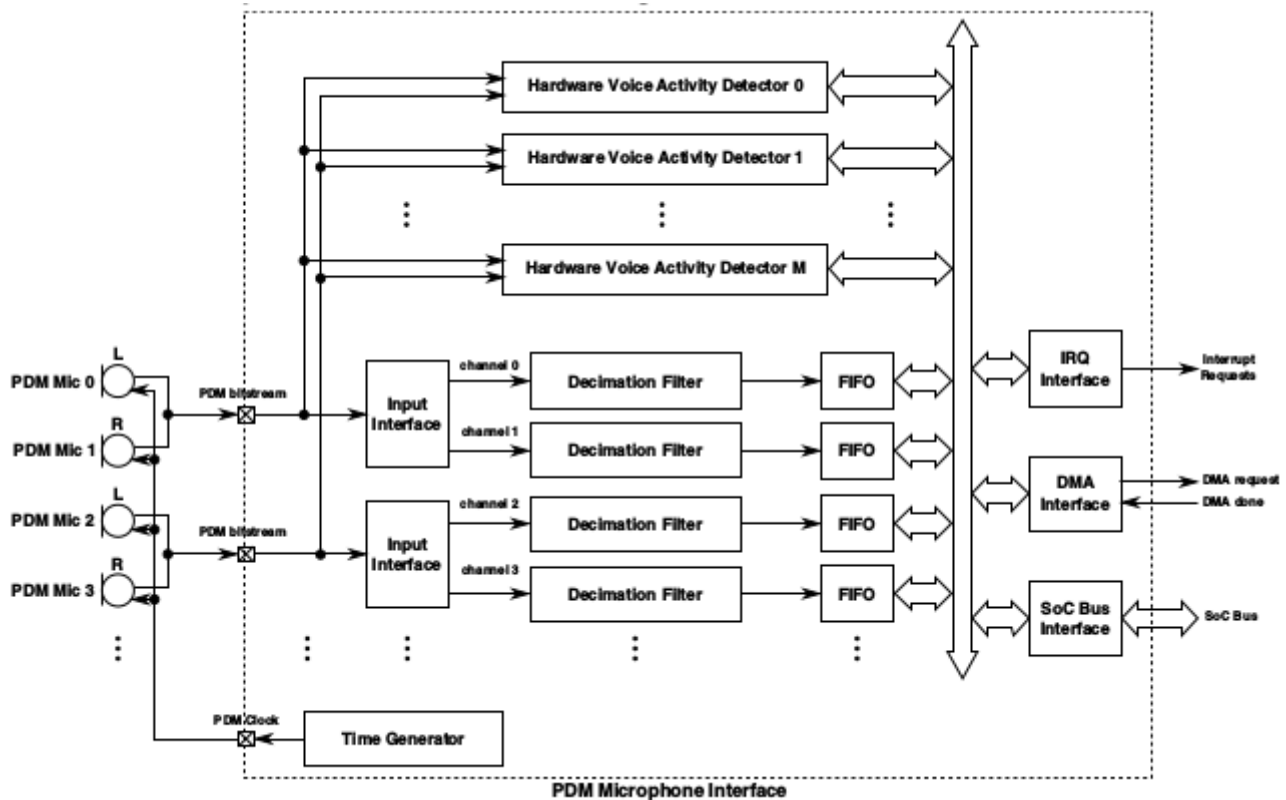 Hardware Voice Activity Detector 0
Hardware Voice Activity Detector 1
Hardware Voice Activity Detector M
L
PDM Mic 0
R
PDM Mic 1
L
PDM Mic 2
R
PDM Mic 3
PDM bitstream
PDM bitstream
PDM Clock
Input
Interface
Input
Interface
channel 0
channel 1
channel 2
channel 3
Decimation Filter
Decimation Filter
Decimation Filter
Decimation Filter
FIFO
FIFO
FIFO
FIFO
IRQ
Interface
Interrupt
Requests
DMA
Interface
DMA request
DMA done
SoC Bus
Interface
SoC Bus
Time Generator
PDM Microphone Interface